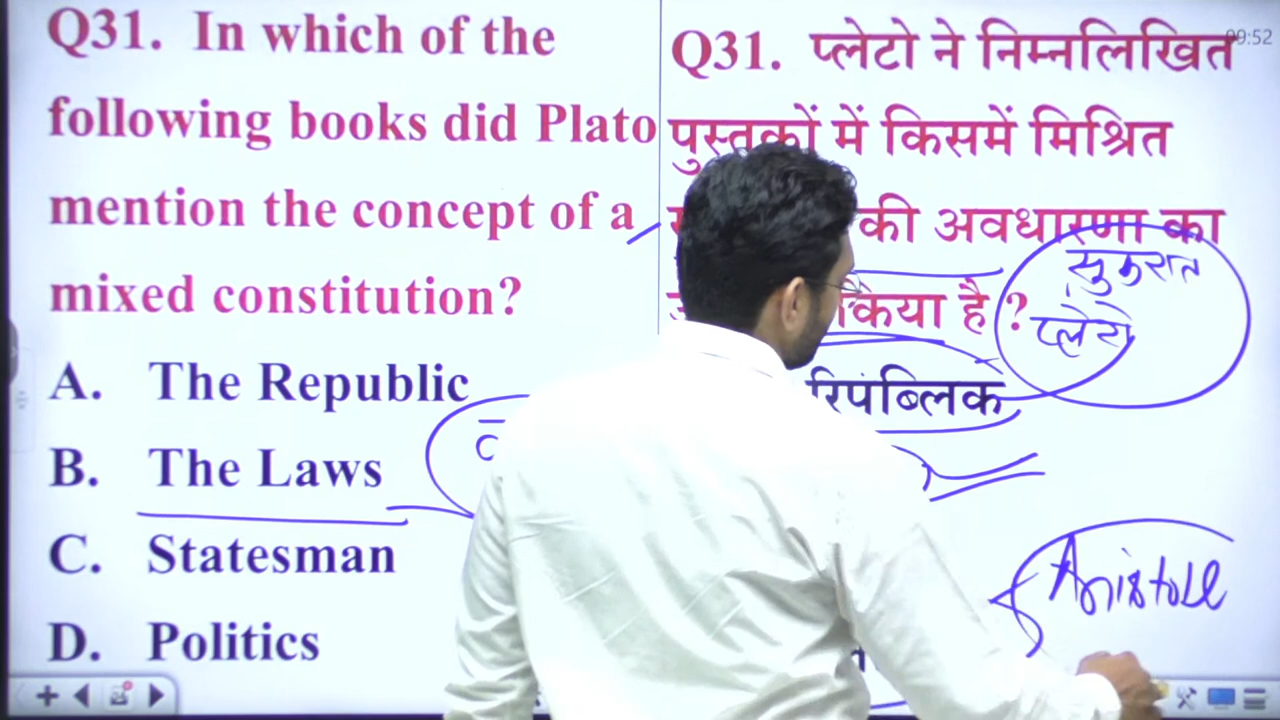 Q31. In which of the
following books did Plato
mention the concept of a
mixed constitution?
A. The Republic
B. The Laws
C. Statesman
D. Politics
09:52
Q31. प्लेटो ने निम्नलिखित
पुस्तकों में किसमें मिश्रित
की अवधारणा का
किया है ?
रिपब्लिक
सुकरात
प्लेटो
Aristotle